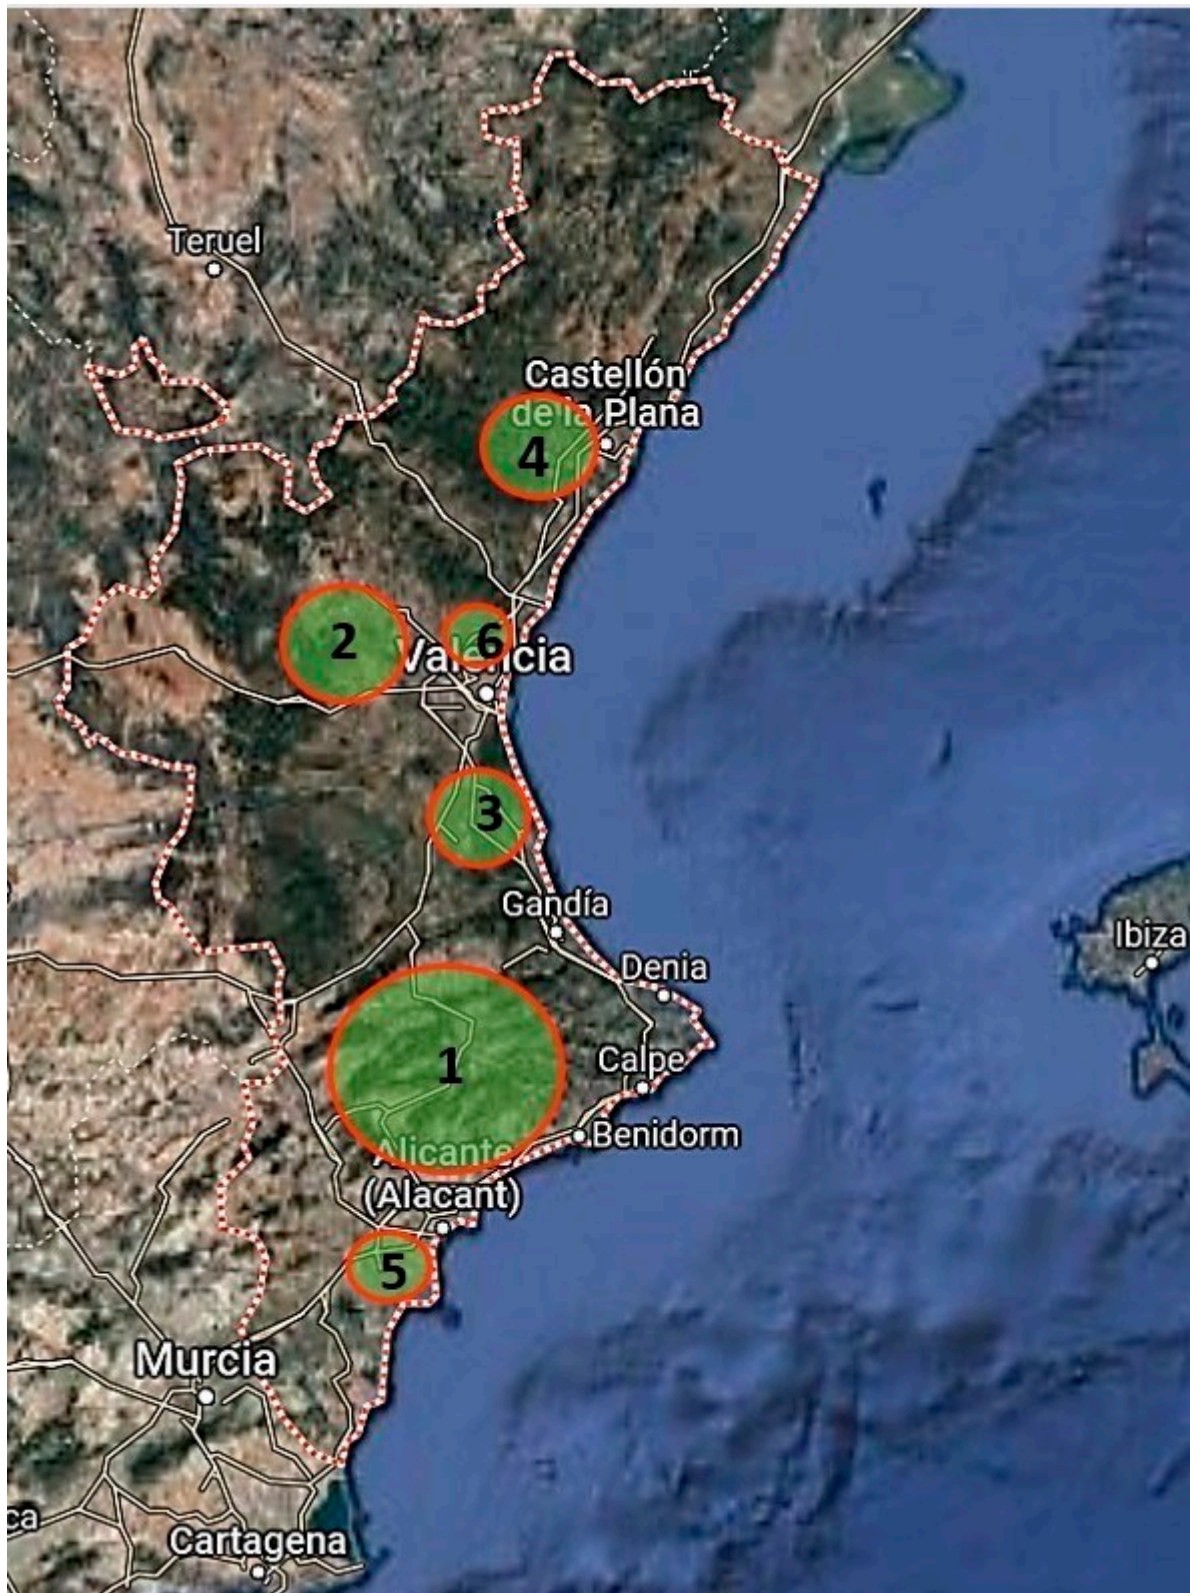 Teruel
Castellón
de la Plana
4
2
6
Valencia
3
Gandía
Ibiza
Denia
1
Calpe
Benidorm
Alicante
(Alacant)
5
Murcia
ca
Cartagena